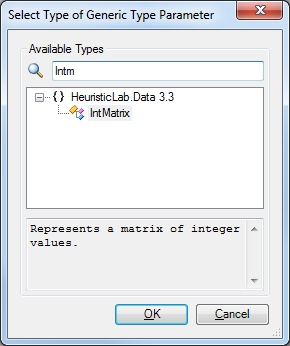 Select Type of Generic Type Parameter
Available Types
Intm
{} HeuristicLab.Data 3.3
IntMatrix
Represents a matrix of integer
values.
OK Cancel